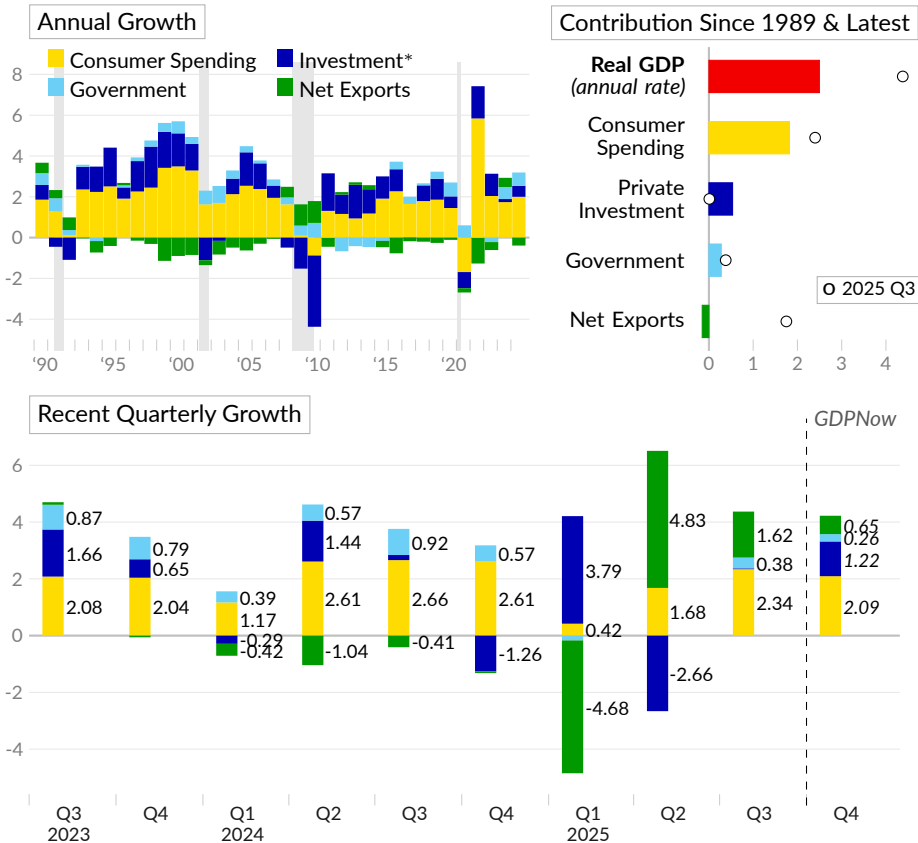 Annual Growth
Consumer Spending
Investment*
Government
Net Exports
8
6
4
2
0
-2
-4
‘90
‘95
‘00
‘05
‘10
‘15
‘20
Contribution Since 1989 & Latest
Real GDP
(annual rate)
Consumer
Spending
Private
Investment
Government
Net Exports
2025 Q3
0
1
2
3
4
Recent Quarterly Growth
GDPNow
6
4
2
0
-2
-4
0.87
1.66
2.08
0.79
0.65
2.04
0.39
1.17
-0.29
-0.42
0.57
1.44
2.61
-1.04
0.92
2.66
-0.41
0.57
2.61
-1.26
3.79
0.42
-4.68
4.83
1.68
-2.66
1.62
0.38
2.34
0.65
0.26
1.22
2.09
Q3
2023
Q4
Q1
2024
Q2
Q3
Q4
Q1
2025
Q2
Q3
Q4